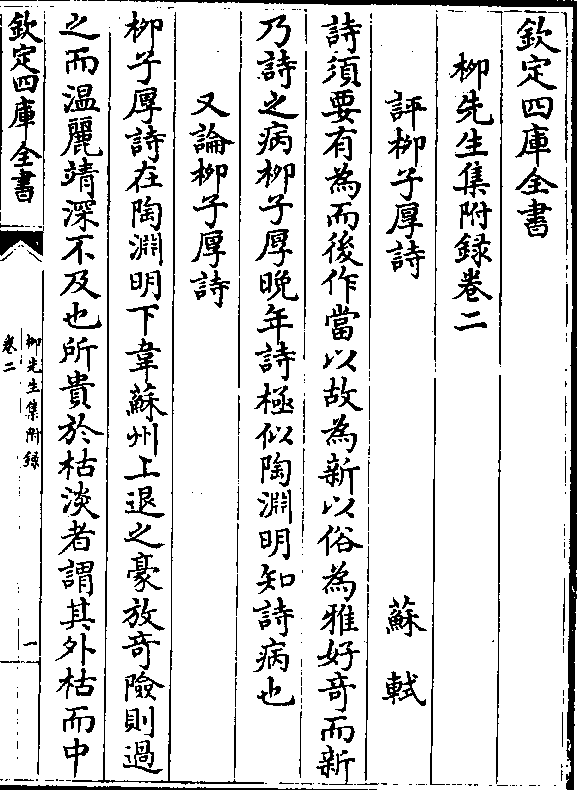 欽定四庫全書
柳先生集附録卷二
評柳子厚詩 蘇軾
詩須要有為而後作當以故為新以俗為雅好竒而新
乃詩之病柳子厚晚年詩極似陶淵明知詩病也
又論柳子厚詩
柳子厚詩在陶淵明下韋蘇州上退之豪放竒險則過
之而温麗靖深不及也所貴於枯淡者謂其外枯而中
欽定四庫全書
柳先生集附録
卷二
一